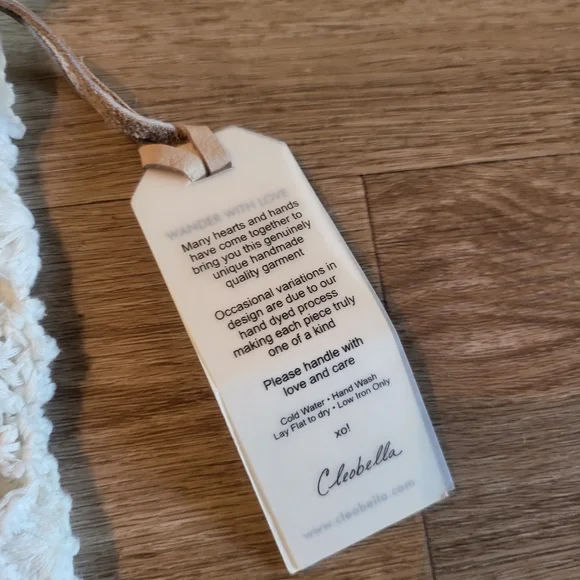 WANDER WITH LOVE
Many hearts and hands
have come together to
bring you this genuinely
unique handmade
quality garment
Occasional variations in
design are due to our
hand dyed process
making each piece truly
one of a kind
Please handle with
love and care
Cold Water • Hand Wash
Lay Flat to dry • Low Iron Only
xo!
Cleobella
www.cleobella.com